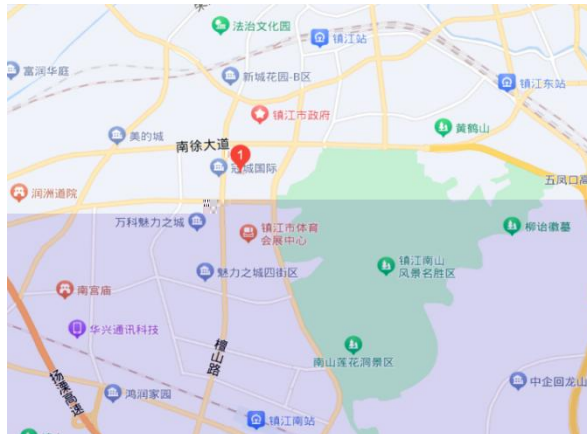 法治文化园
镇江站
富润华庭
新城花园-B区
镇江东站
镇江市政府
黄鹤山
美的城
南徐大道
1
冠城国际
五凤口高
润洲道院
万科魅力之城
镇江市体育
会展中心
柳诒徵墓
魅力之城四街区
镇江南山
风景名胜区
南宫庙
华兴通讯科技
檀山路
南山莲花洞景区
扬溧高速
鸿润家园
中企回龙山
镇江南站